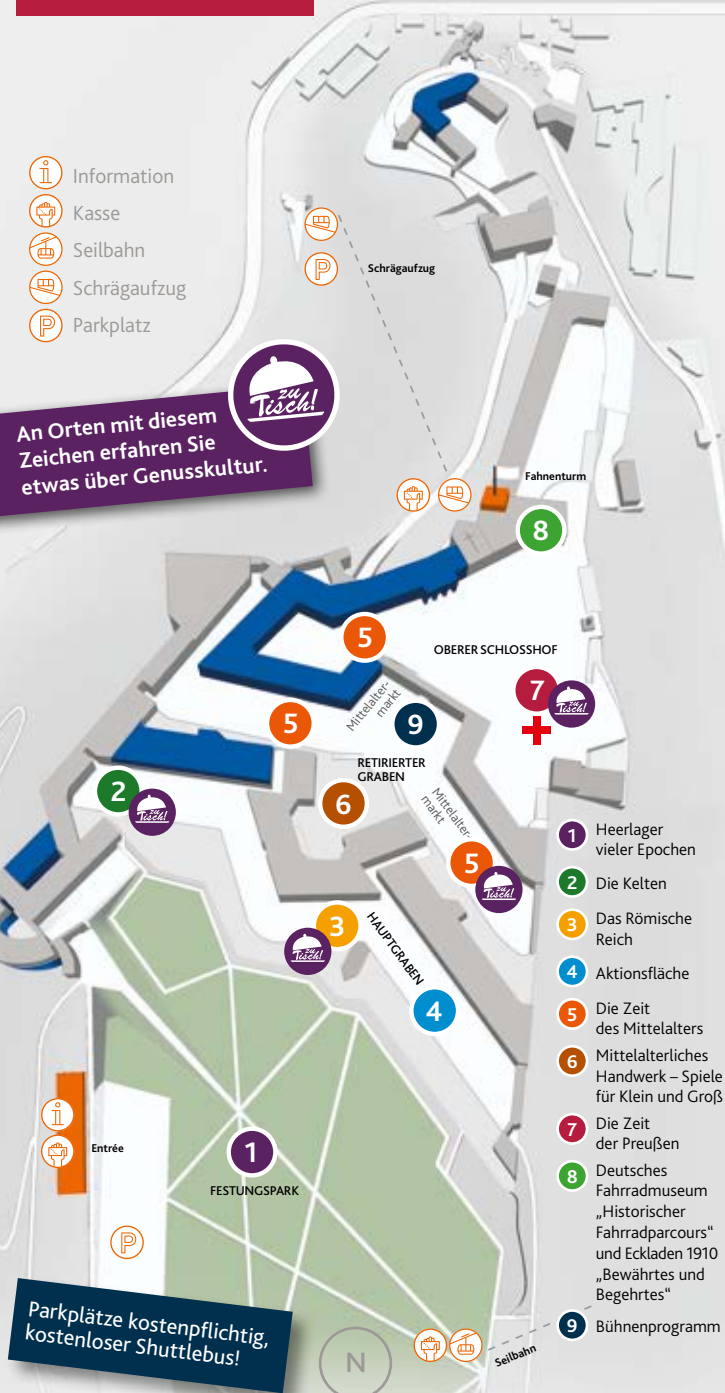 Information
Kasse
Seilbahn
Schrägaufzug
Parkplatz
P
P
Schrägaufzug
zu
Tisch!
An Orten mit diesem
Zeichen erfahren Sie
etwas über Genusskultur.
Fahnenturm
8
5
OBERER SCHLOSSHOF
7
zu
Tisch!
Mittelalter-
markt
5
9
RETIRIERTER
GRABEN
2
zu
Tisch!
6
Mittelalter-
markt
5
zu
Tisch!
3
zu
Tisch!
HAUPTGRABEN
4
i
Entrée
1
FESTUNGSPARK
P
Parkplätze kostenpflichtig,
kostenloser Shuttlebus!
N
Seilbahn
1 Heerlager
vieler Epochen
2 Die Kelten
3 Das Römische
Reich
4 Aktionsfläche
5 Die Zeit
des Mittelalters
6 Mittelalterliches
Handwerk – Spiele
für Klein und Groß
7 Die Zeit
der Preußen
8 Deutsches
Fahrradmuseum
„Historischer
Fahrradparcours“
und Eckladen 1910
„Bewährtes und
Begehrtes“
9 Bühnenprogramm